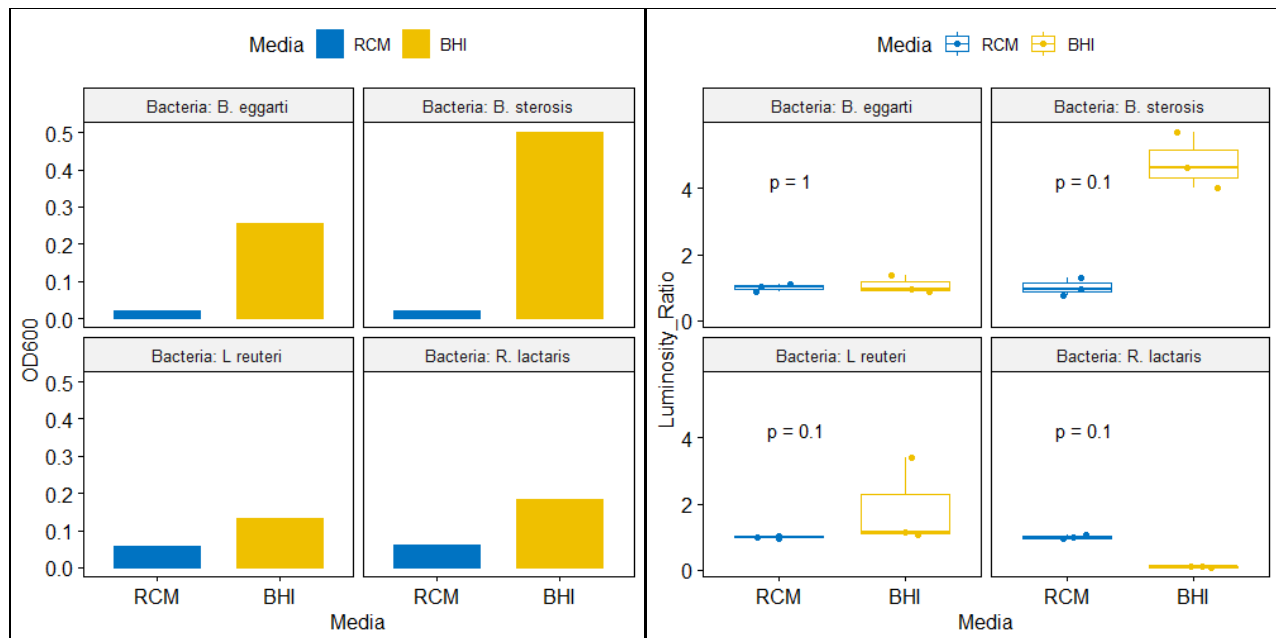 Media RCM BHI
Bacteria: B. eggarti Bacteria: B. sterosis
0.5
0.4
0.3
0.2
0.1
0.0
Bacteria: L reuteri Bacteria: R. lactaris
0.5
0.4
0.3
0.2
0.1
0.0
OD600
RCM BHI RCM BHI
Media
Media RCM BHI
Bacteria: B. eggarti Bacteria: B. sterosis
p = 1 p = 0.1
4
2
0
Bacteria: L reuteri Bacteria: R. lactaris
p = 0.1 p = 0.1
4
2
0
Luminosity_Ratio
RCM BHI RCM BHI
Media